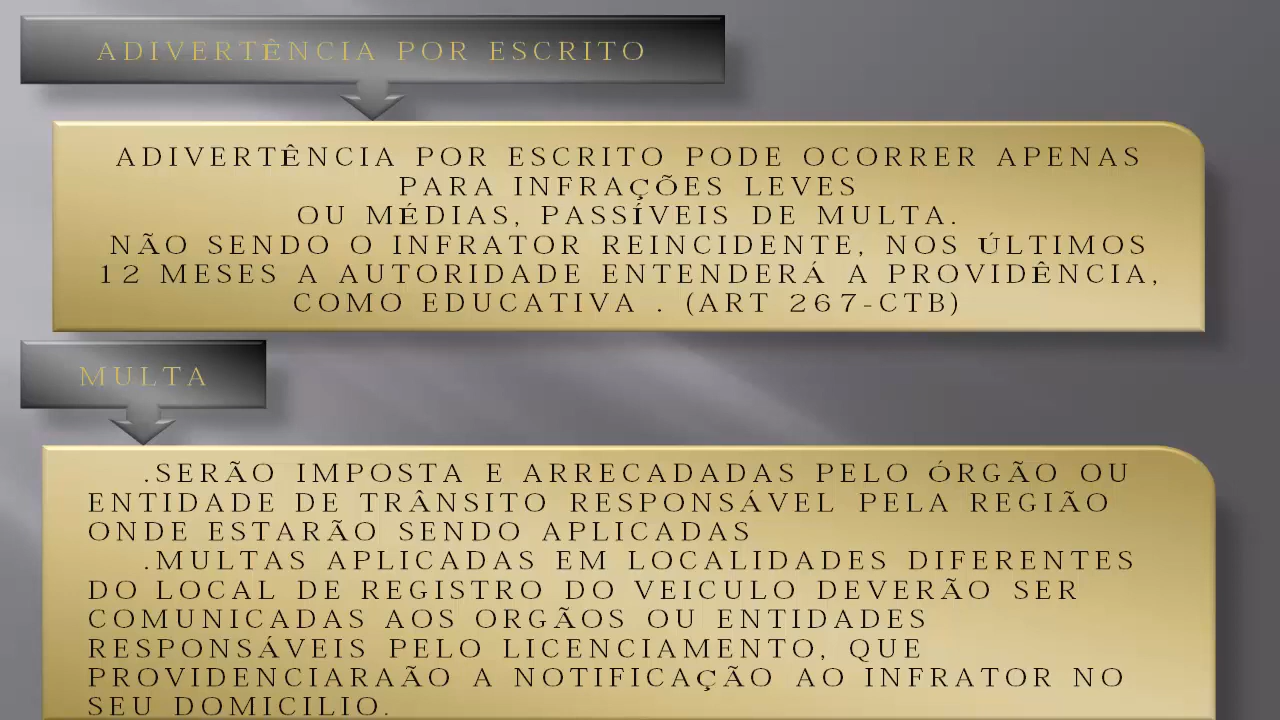 ADIVERTÊNCIA POR ESCRITO
ADIVERTÊNCIA POR ESCRITO PODE OCORRER APENAS
PARA INFRAÇÕES LEVES
OU MÉDIAS, PASSÍVEIS DE MULTA.
NÃO SENDO O INFRATOR REINCIDENTE, NOS ÚLTIMOS
12 MESES A AUTORIDADE ENTENDERÁ A PROVIDÊNCIA,
COMO EDUCATIVA . (ART 267-CTB)
MULTA
.SERÃO IMPOSTA E ARRECADADAS PELO ÓRGÃO OU
ENTIDADE DE TRÂNSITO RESPONSÁVEL PELA REGIÃO
ONDE ESTARÃO SENDO APLICADAS
.MULTAS APLICADAS EM LOCALIDADES DIFERENTES
DO LOCAL DE REGISTRO DO VEICULO DEVERÃO SER
COMUNICADAS AOS ORGÃOS OU ENTIDADES
RESPONSÁVEIS PELO LICENCIAMENTO, QUE
PROVIDENCIARAÃO A NOTIFICAÇÃO AO INFRATOR NO
SEU DOMICILIO.